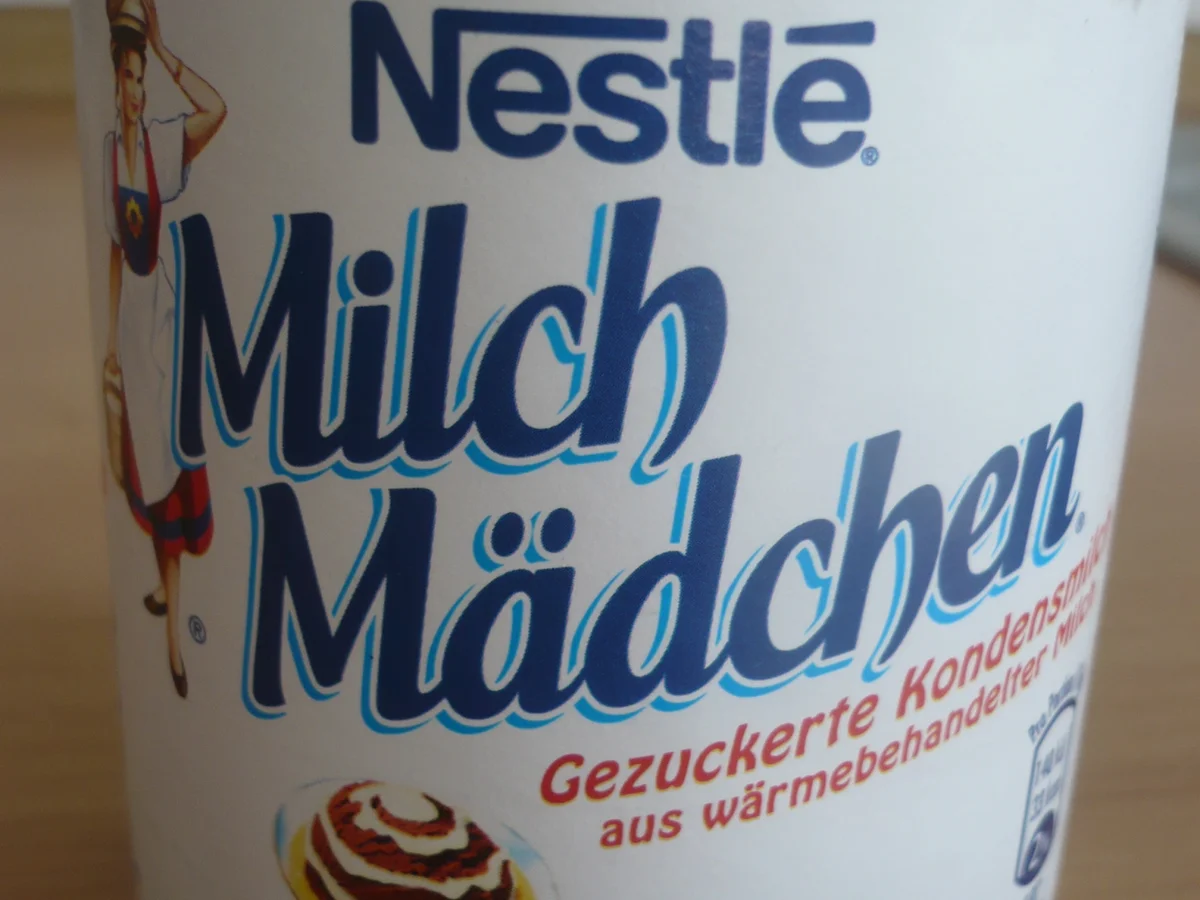 Nestlé®
Milch
Mädchen®
®
Gezuckerte Kondensmilch
aus wärmebehandelter Milch